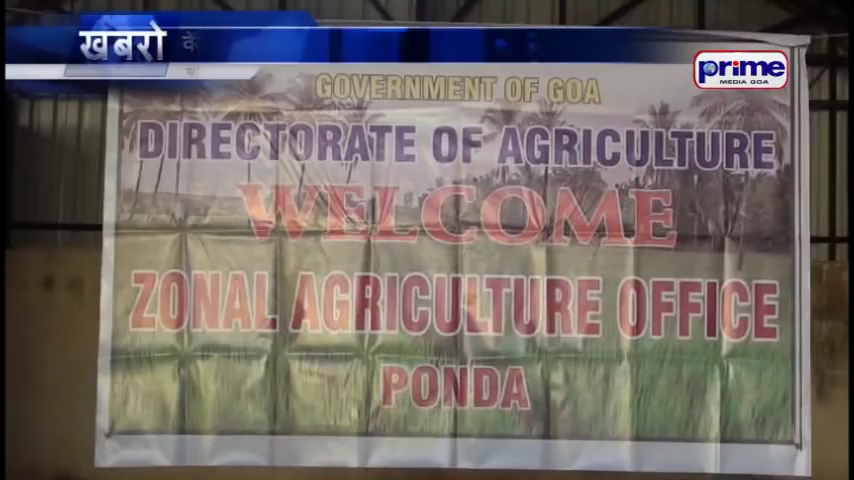 खबरो
prime
MEDIA GOA
GOVERNMENT OF GOA
DIRECTORATE OF AGRICULTURE
WELCOME
ZONAL AGRICULTURE OFFICE
PONDA